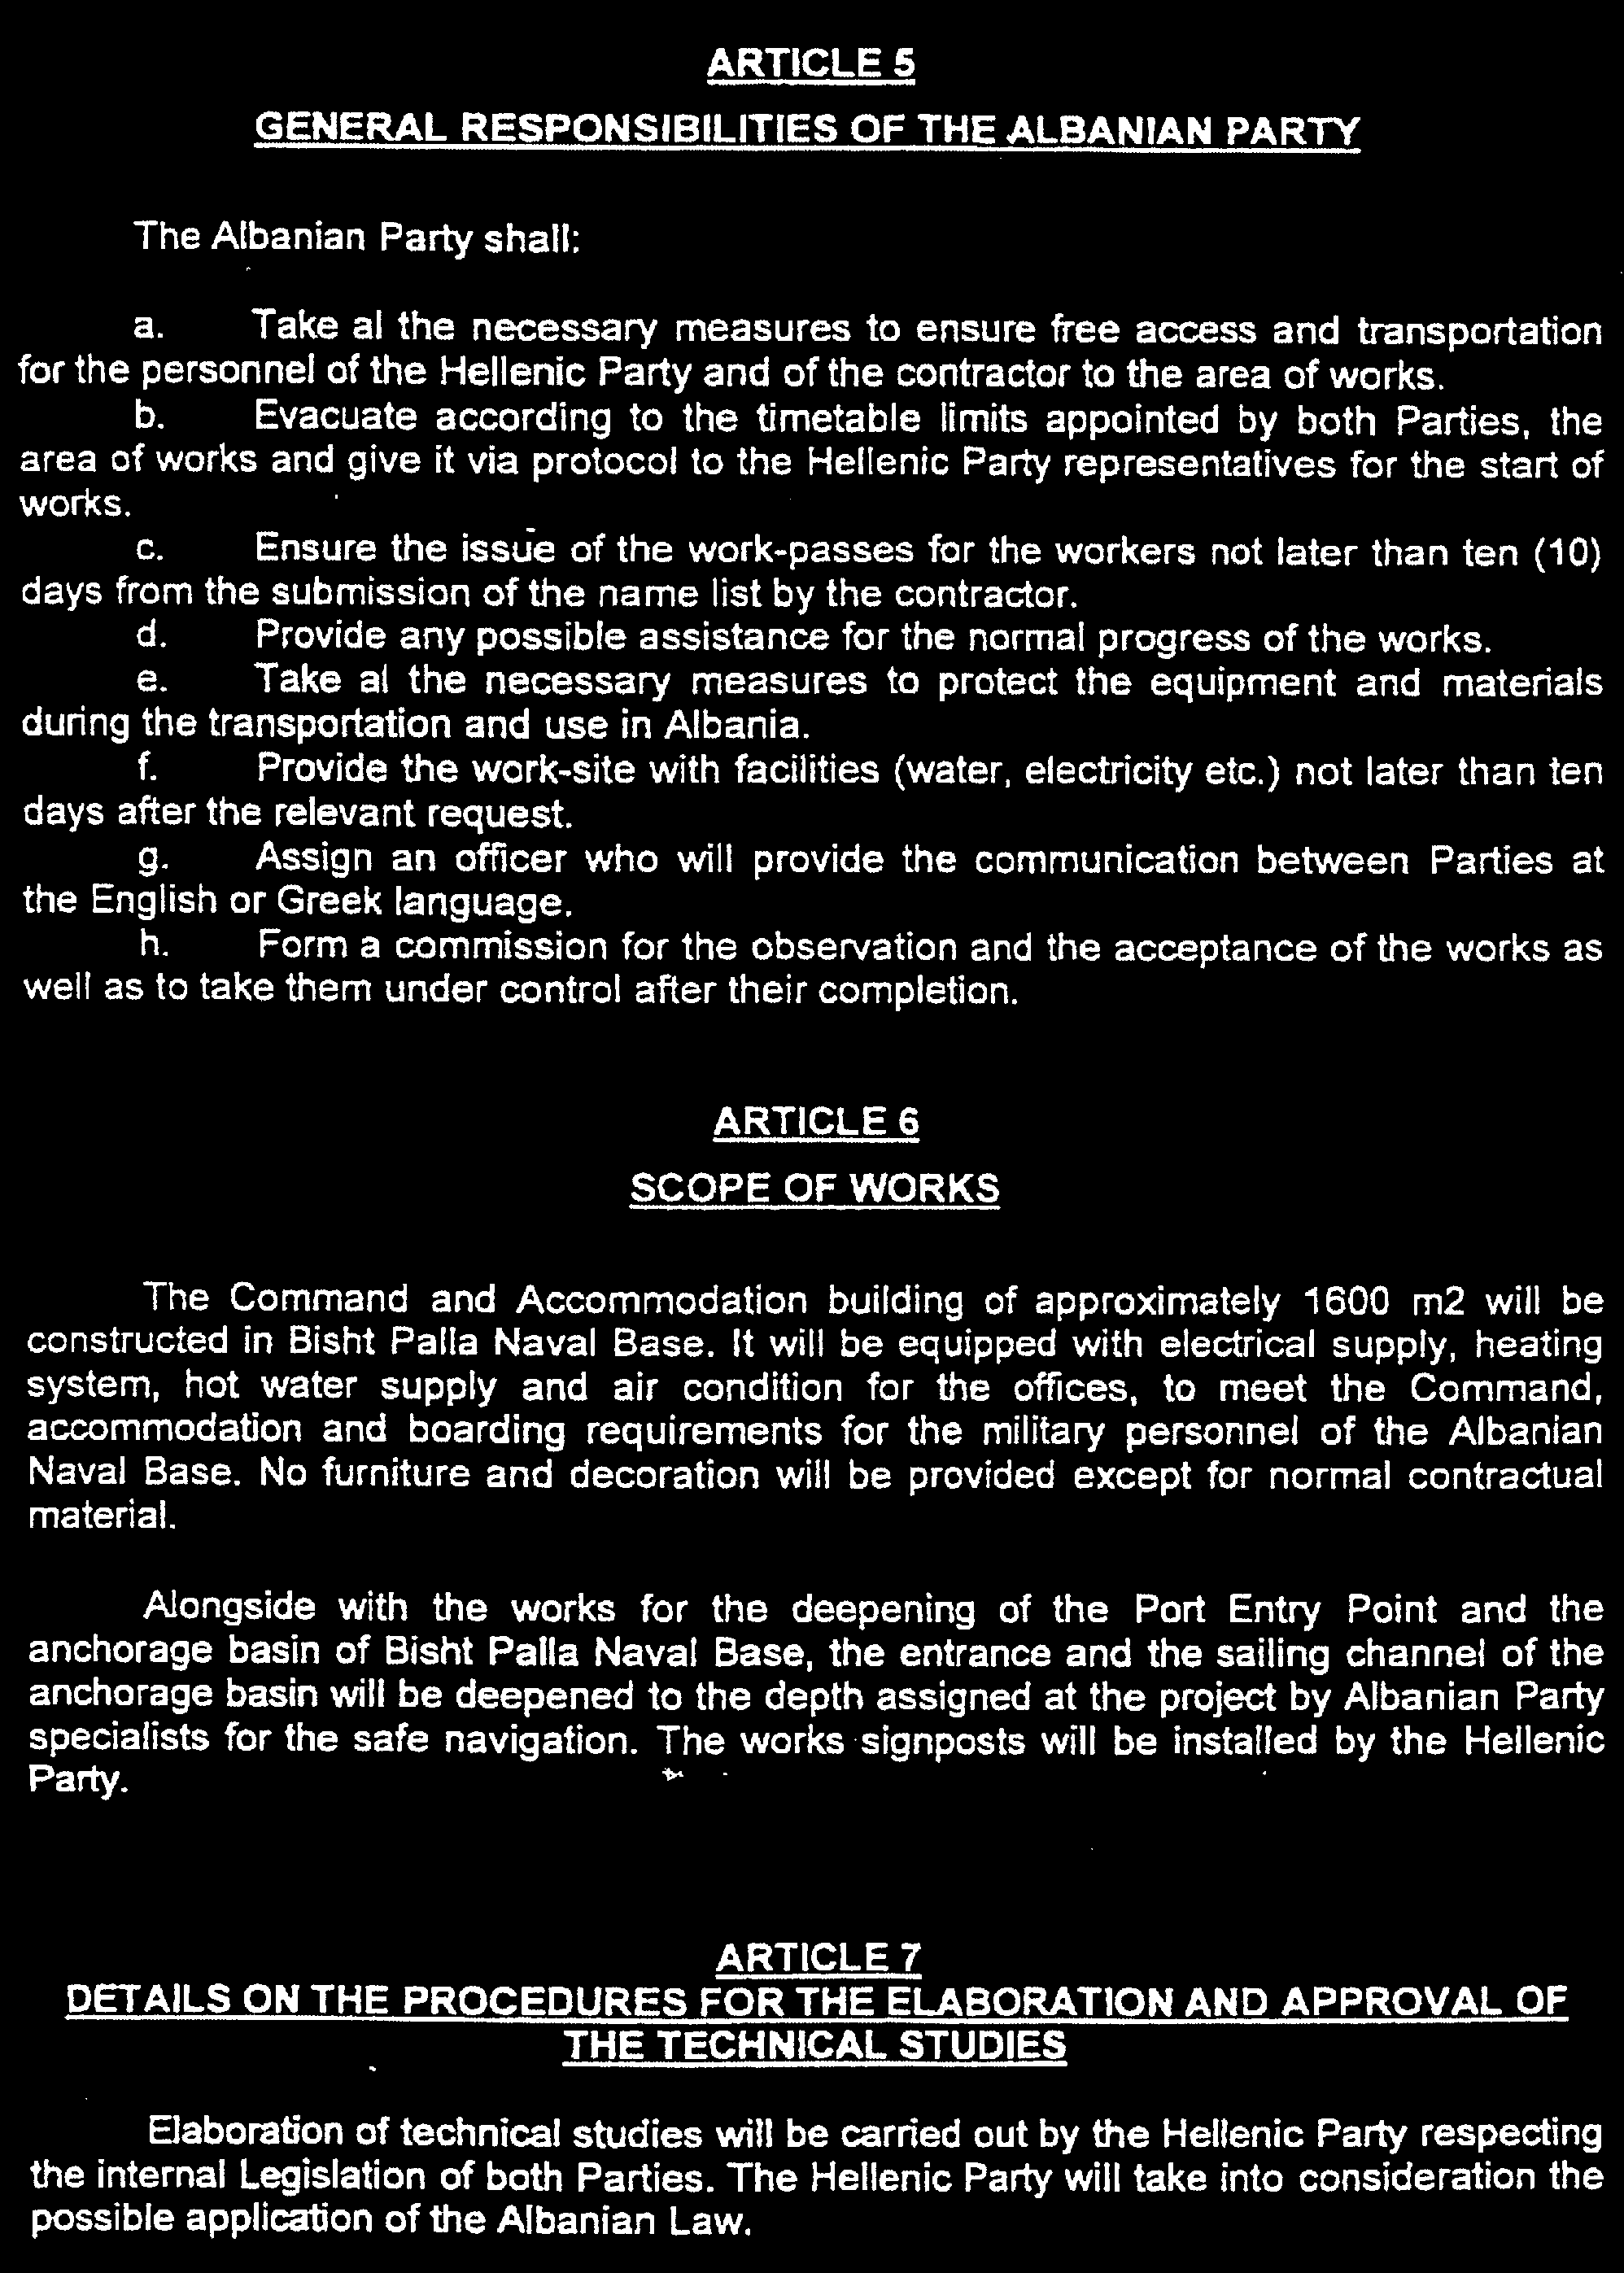 ARTICLE 5
GENERAL RESPONSIBILITIES OF THE ALBANIAN PARTY
The Albanian Party shall:
a. Take al the necessary measures to ensure free access and transportation
for the personnel of the Hellenic Party and of the contractor to the area of works.
b. Evacuate according to the timetable limits appointed by both Parties, the
area of works and give it via protocol to the Hellenic Party representatives for the start of
works.
c. Ensure the issue of the work-passes for the workers not later than ten (10)
days from the submission of the name list by the contractor.
d. Provide any possible assistance for the normal progress of the works.
e. Take al the necessary measures to protect the equipment and materials
during the transportation and use in Albania.
f. Provide the work-site with facilities (water, electricity etc.) not later than ten
days after the relevant request.
g. Assign an officer who will provide the communication between Parties at
the English or Greek language.
h. Form a commission for the observation and the acceptance of the works as
well as to take them under control after their completion.
ARTICLE 6
SCOPE OF WORKS
The Command and Accommodation building of approximately 1600 m2 will be
constructed in Bisht Palla Naval Base. It will be equipped with electrical supply, heating
system, hot water supply and air condition for the offices, to meet the Command,
accommodation and boarding requirements for the military personnel of the Albanian
Naval Base. No furniture and decoration will be provided except for normal contractual
material.
Alongside with the works for the deepening of the Port Entry Point and the
anchorage basin of Bisht Palla Naval Base, the entrance and the sailing channel of the
anchorage basin will be deepened to the depth assigned at the project by Albanian Party
specialists for the safe navigation. The works signposts will be installed by the Hellenic
Party.
ARTICLE 7
DETAILS ON THE PROCEDURES FOR THE ELABORATION AND APPROVAL OF
THE TECHNICAL STUDIES
Elaboration of technical studies will be carried out by the Hellenic Party respecting
the internal Legislation of both Parties. The Hellenic Party will take into consideration the
possible application of the Albanian Law.